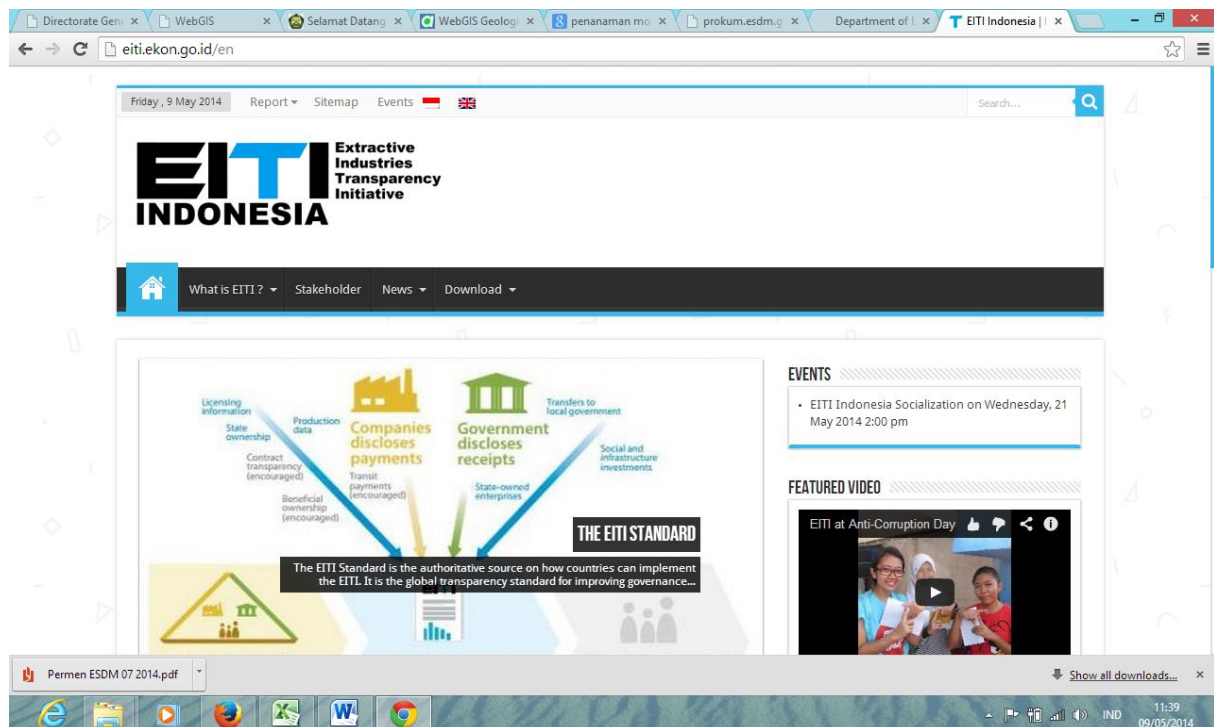 Directorate Gen
WebGIS
Selamat Datang
WebGIS Geologi
penanaman mo
prokum.esdm.g
Department of
EITI Indonesia |
eiti.ekon.go.id/en
Friday , 9 May 2014
Report
Sitemap
Events
Search...
EITI
INDONESIA
Extractive
Industries
Transparency
Initiative
What is EITI ?
Stakeholder
News
Download
Licensing
information
State
ownership
Production
data
Contract
transparency
(encouraged)
Beneficial
ownership
(encouraged)
Companies
discloses
payments
Transit
payments
(encouraged)
Government
discloses
receipts
State-owned
enterprises
Transfers to
local government
Social and
infrastructure
investments
EITI
THE EITI STANDARD
The EITI Standard is the authoritative source on how countries can implement
the EITI. It is the global transparency standard for improving governance...
EVENTS
• EITI Indonesia Socialization on Wednesday, 21
May 2014 2:00 pm
FEATURED VIDEO
EITI at Anti-Corruption Day
Permen ESDM 07 2014.pdf
Show all downloads...
IND
11:39
09/05/2014